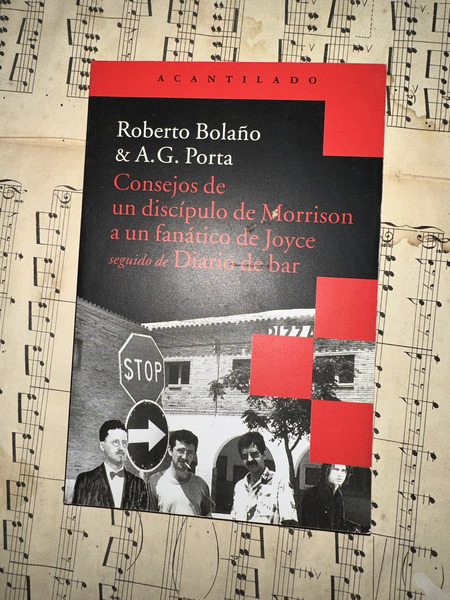 ACANTILADO
Roberto Bolaño
& A. G. Porta
Consejos de
un discípulo de Morrison
a un fanático de Joyce
seguido de Diario de bar
PIZZA
STOP